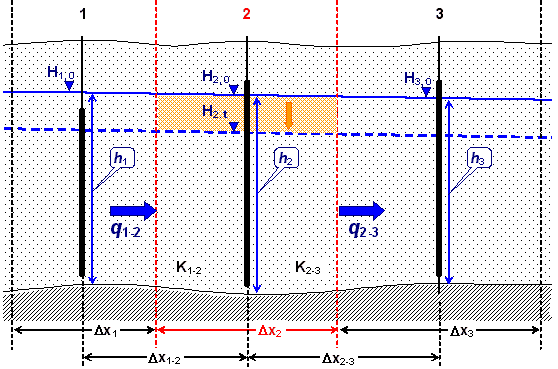 1 2 3
H1,0 H2,0 H3,0
H2,t
h1 h2 h3
q1-2 q2-3
K1-2 K2-3
Δx1 Δx2 Δx3
Δx1-2 Δx2-3